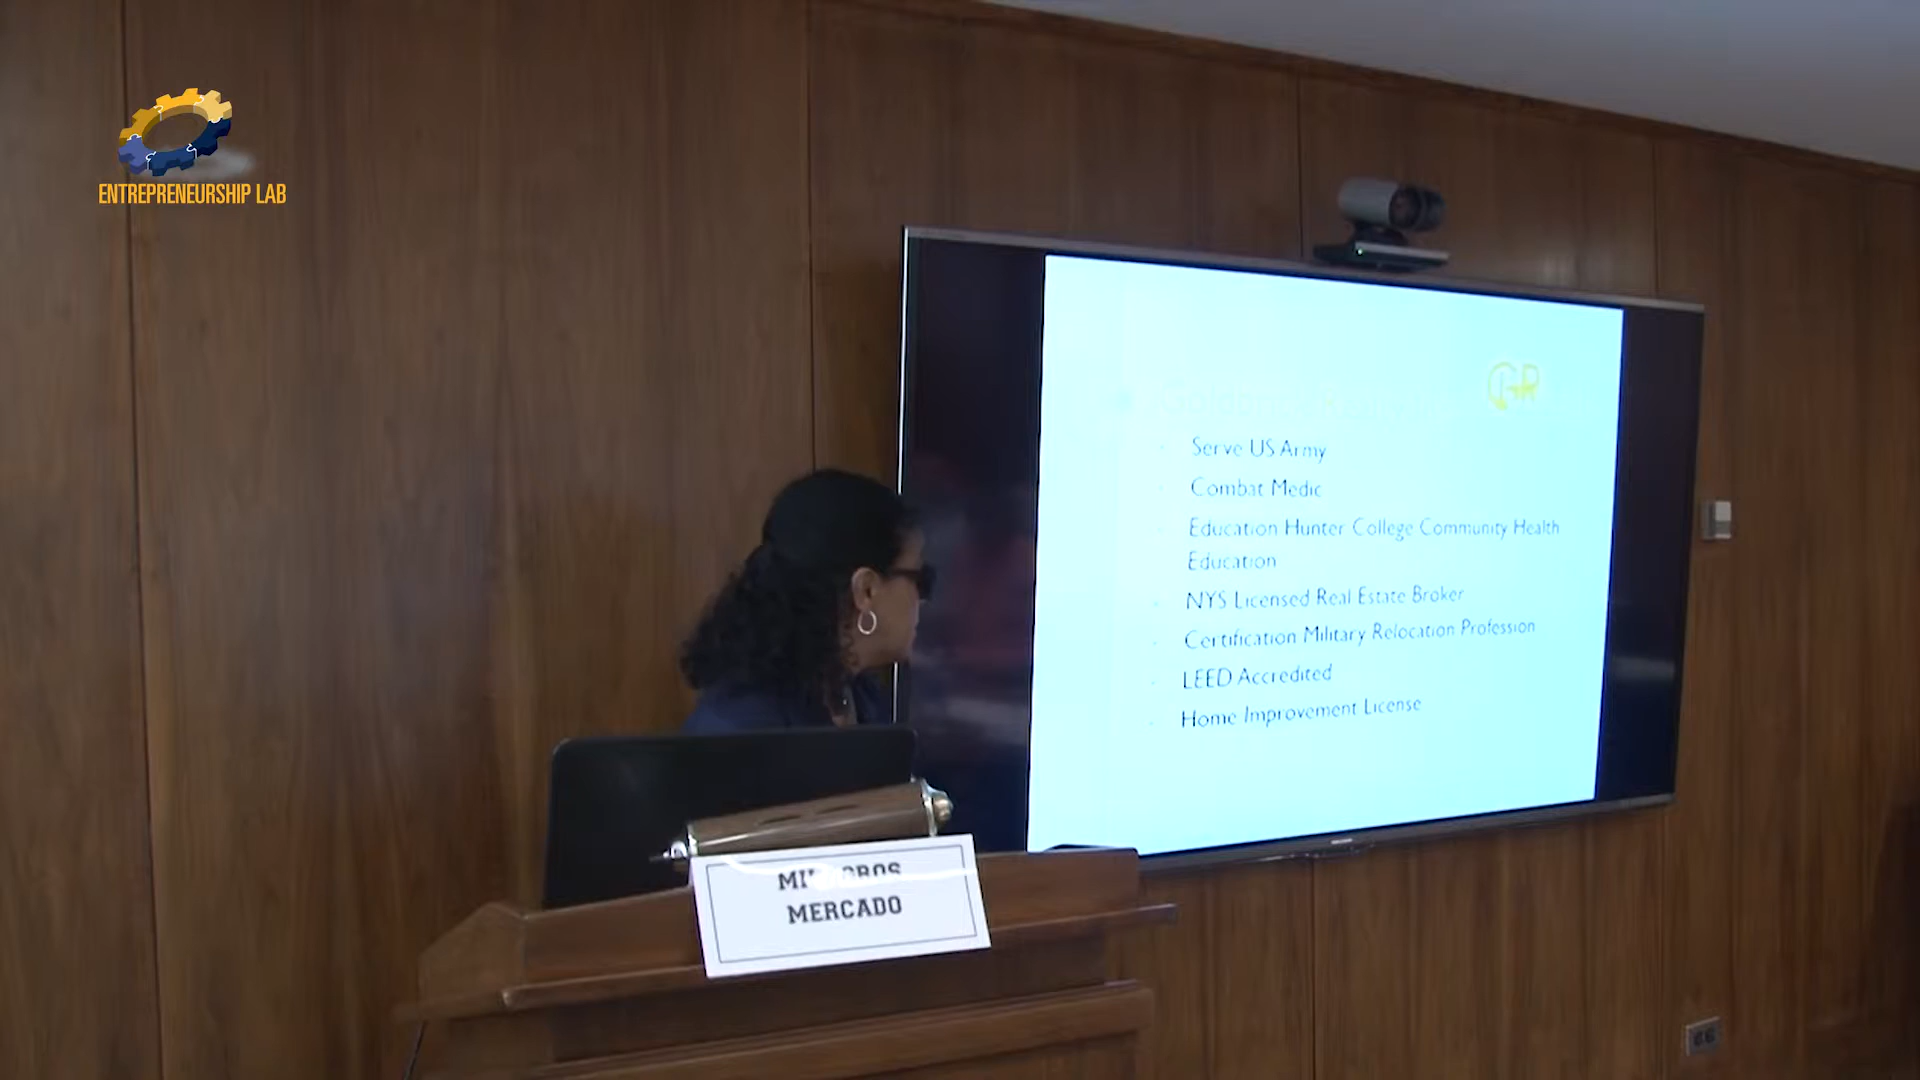 ENTREPRENEURSHIP LAB
GR
Serve US Army
Combat Medic
Education Hunter College Community Health
Education
NYS Licensed Real Estate Broker
Certification Military Relocation Profession
LEED Accredited
Home Improvement License
MERCADO